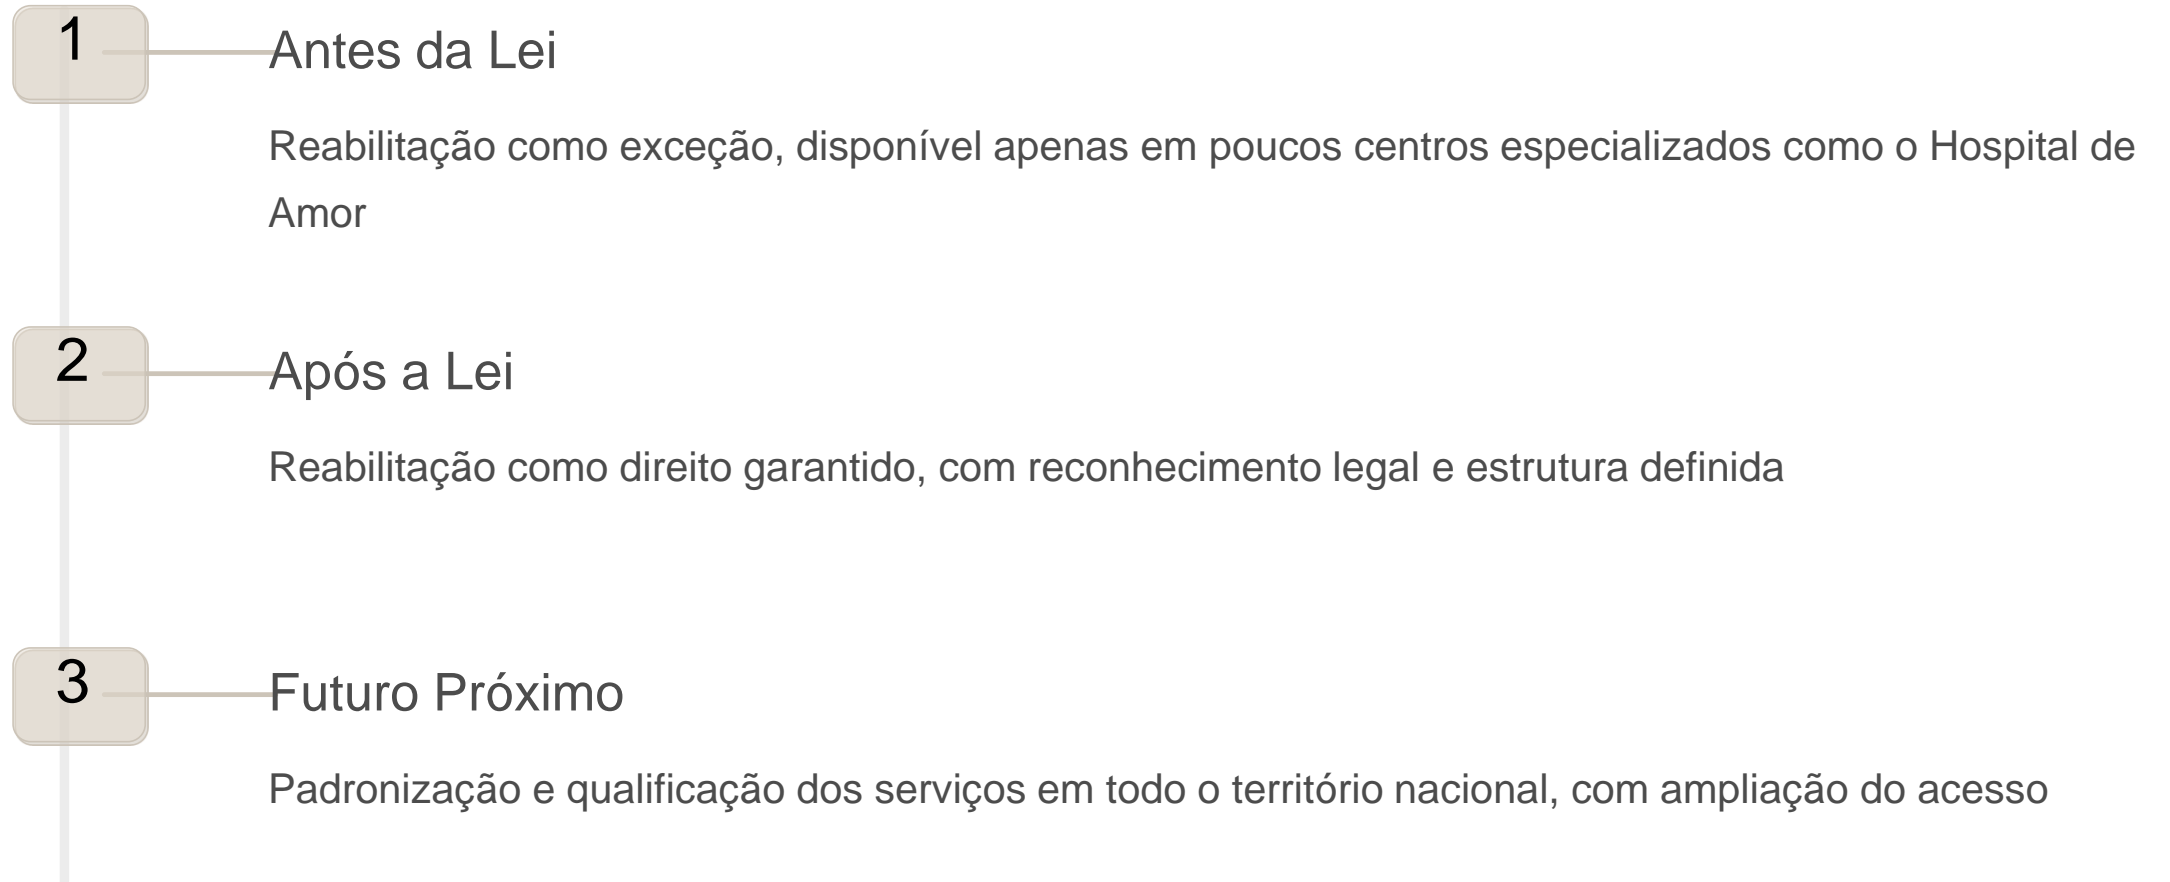 1
Antes da Lei
Reabilitação como exceção, disponível apenas em poucos centros especializados como o Hospital de
Amor
2
Após a Lei
Reabilitação como direito garantido, com reconhecimento legal e estrutura definida
3
Futuro Próximo
Padronização e qualificação dos serviços em todo o território nacional, com ampliação do acesso